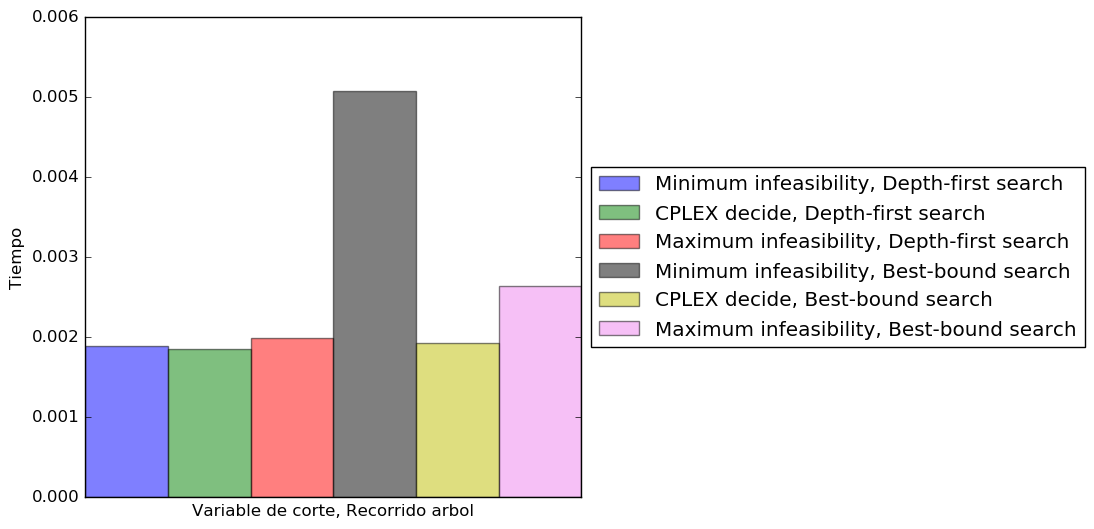 0.006
0.005
0.004
0.003
0.002
0.001
0.000
Tiempo
Variable de corte, Recorrido arbol
Minimum infeasibility, Depth-first search
CPLEX decide, Depth-first search
Maximum infeasibility, Depth-first search
Minimum infeasibility, Best-bound search
CPLEX decide, Best-bound search
Maximum infeasibility, Best-bound search